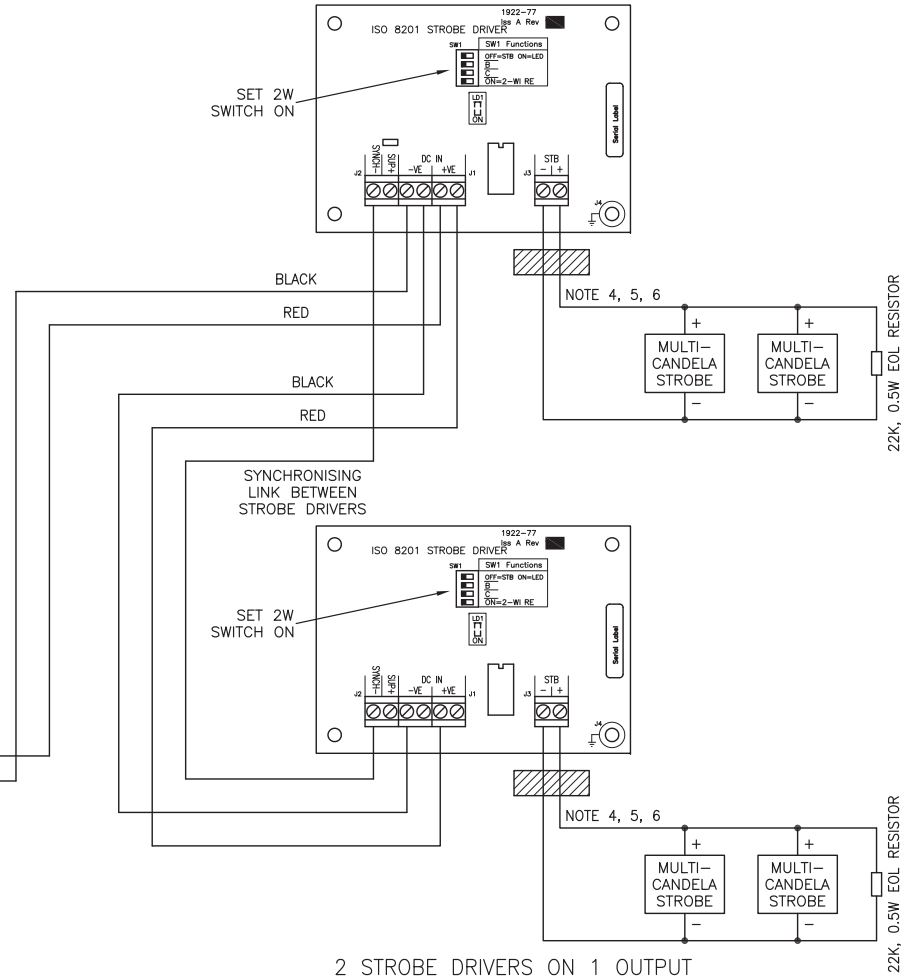 1922-77
Iss A Rev
ISO 8201 STROBE DRIVER
SW1
SW1 Functions
OFF=STB ON=LED
B
C
ON=2-WI RE
SET 2W
SWITCH ON
LD1
ON
Serial Label
SYNCH-
SUP+
DC IN
-VE
+VE
J2
J1
J3
STB
- +
J4
BLACK
RED
NOTE 4, 5, 6
+
+
MULTI-
CANDELA
STROBE
MULTI-
CANDELA
STROBE
-
-
22K, 0.5W EOL RESISTOR
BLACK
RED
SYNCHRONISING
LINK BETWEEN
STROBE DRIVERS
1922-77
Iss A Rev
ISO 8201 STROBE DRIVER
SW1
SW1 Functions
OFF=STB ON=LED
B
C
ON=2-WI RE
SET 2W
SWITCH ON
LD1
ON
Serial Label
SYNCH-
SUP+
DC IN
-VE
+VE
J2
J1
J3
STB
- +
J4
NOTE 4, 5, 6
+
+
MULTI-
CANDELA
STROBE
MULTI-
CANDELA
STROBE
-
-
22K, 0.5W EOL RESISTOR
2 STROBE DRIVERS ON 1 OUTPUT